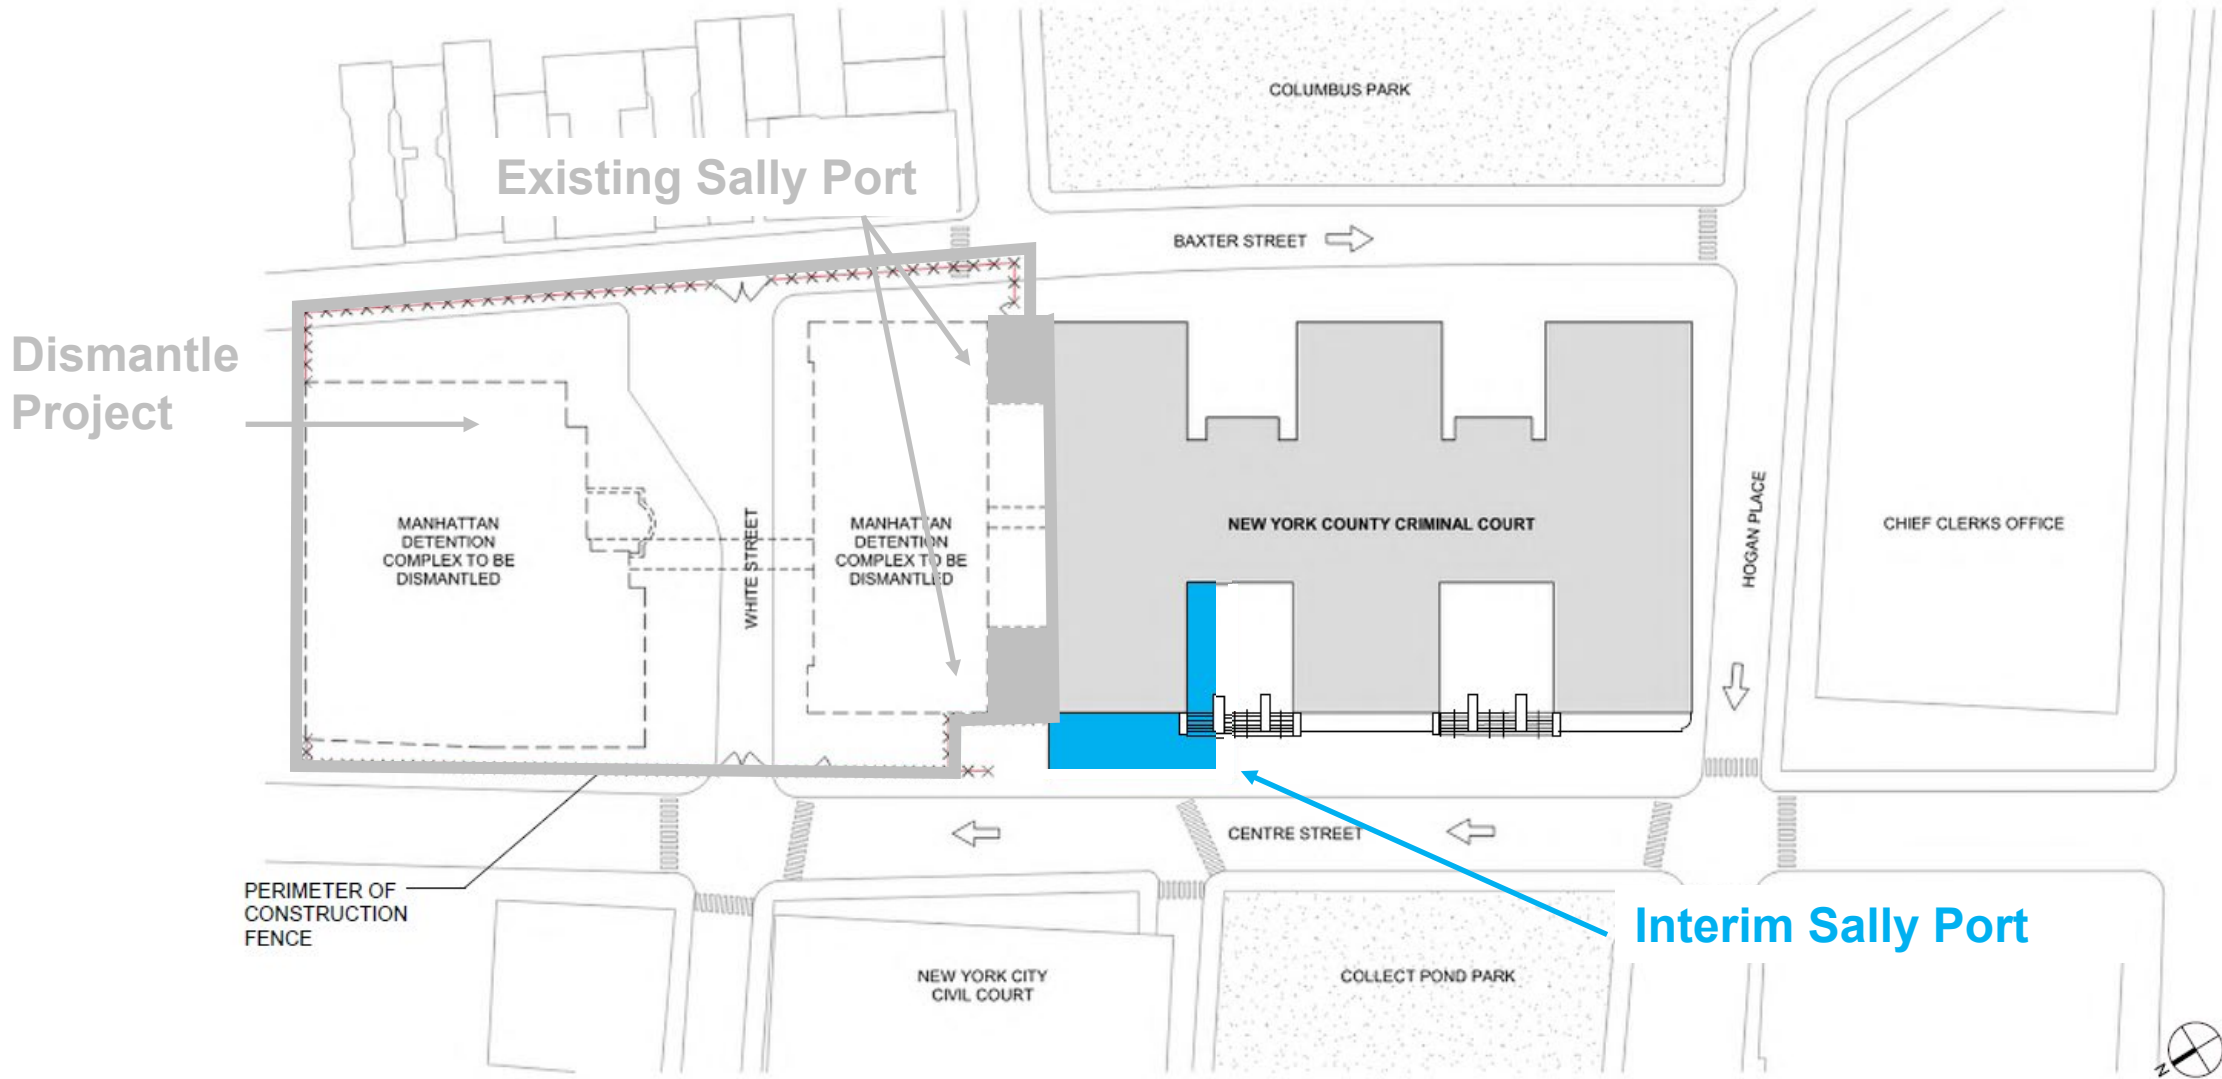 COLUMBUS PARK
Existing Sally Port
BAXTER STREET
Dismantle
Project
MANHATTAN
DETENTION
COMPLEX TO BE
DISMANTLED
WHITE STREET
MANHATTAN
DETENTION
COMPLEX TO BE
DISMANTLED
NEW YORK COUNTY CRIMINAL COURT
HOGAN PLACE
CHIEF CLERKS OFFICE
CENTRE STREET
PERIMETER OF
CONSTRUCTION
FENCE
Interim Sally Port
NEW YORK CITY
CIVIL COURT
COLLECT POND PARK
N